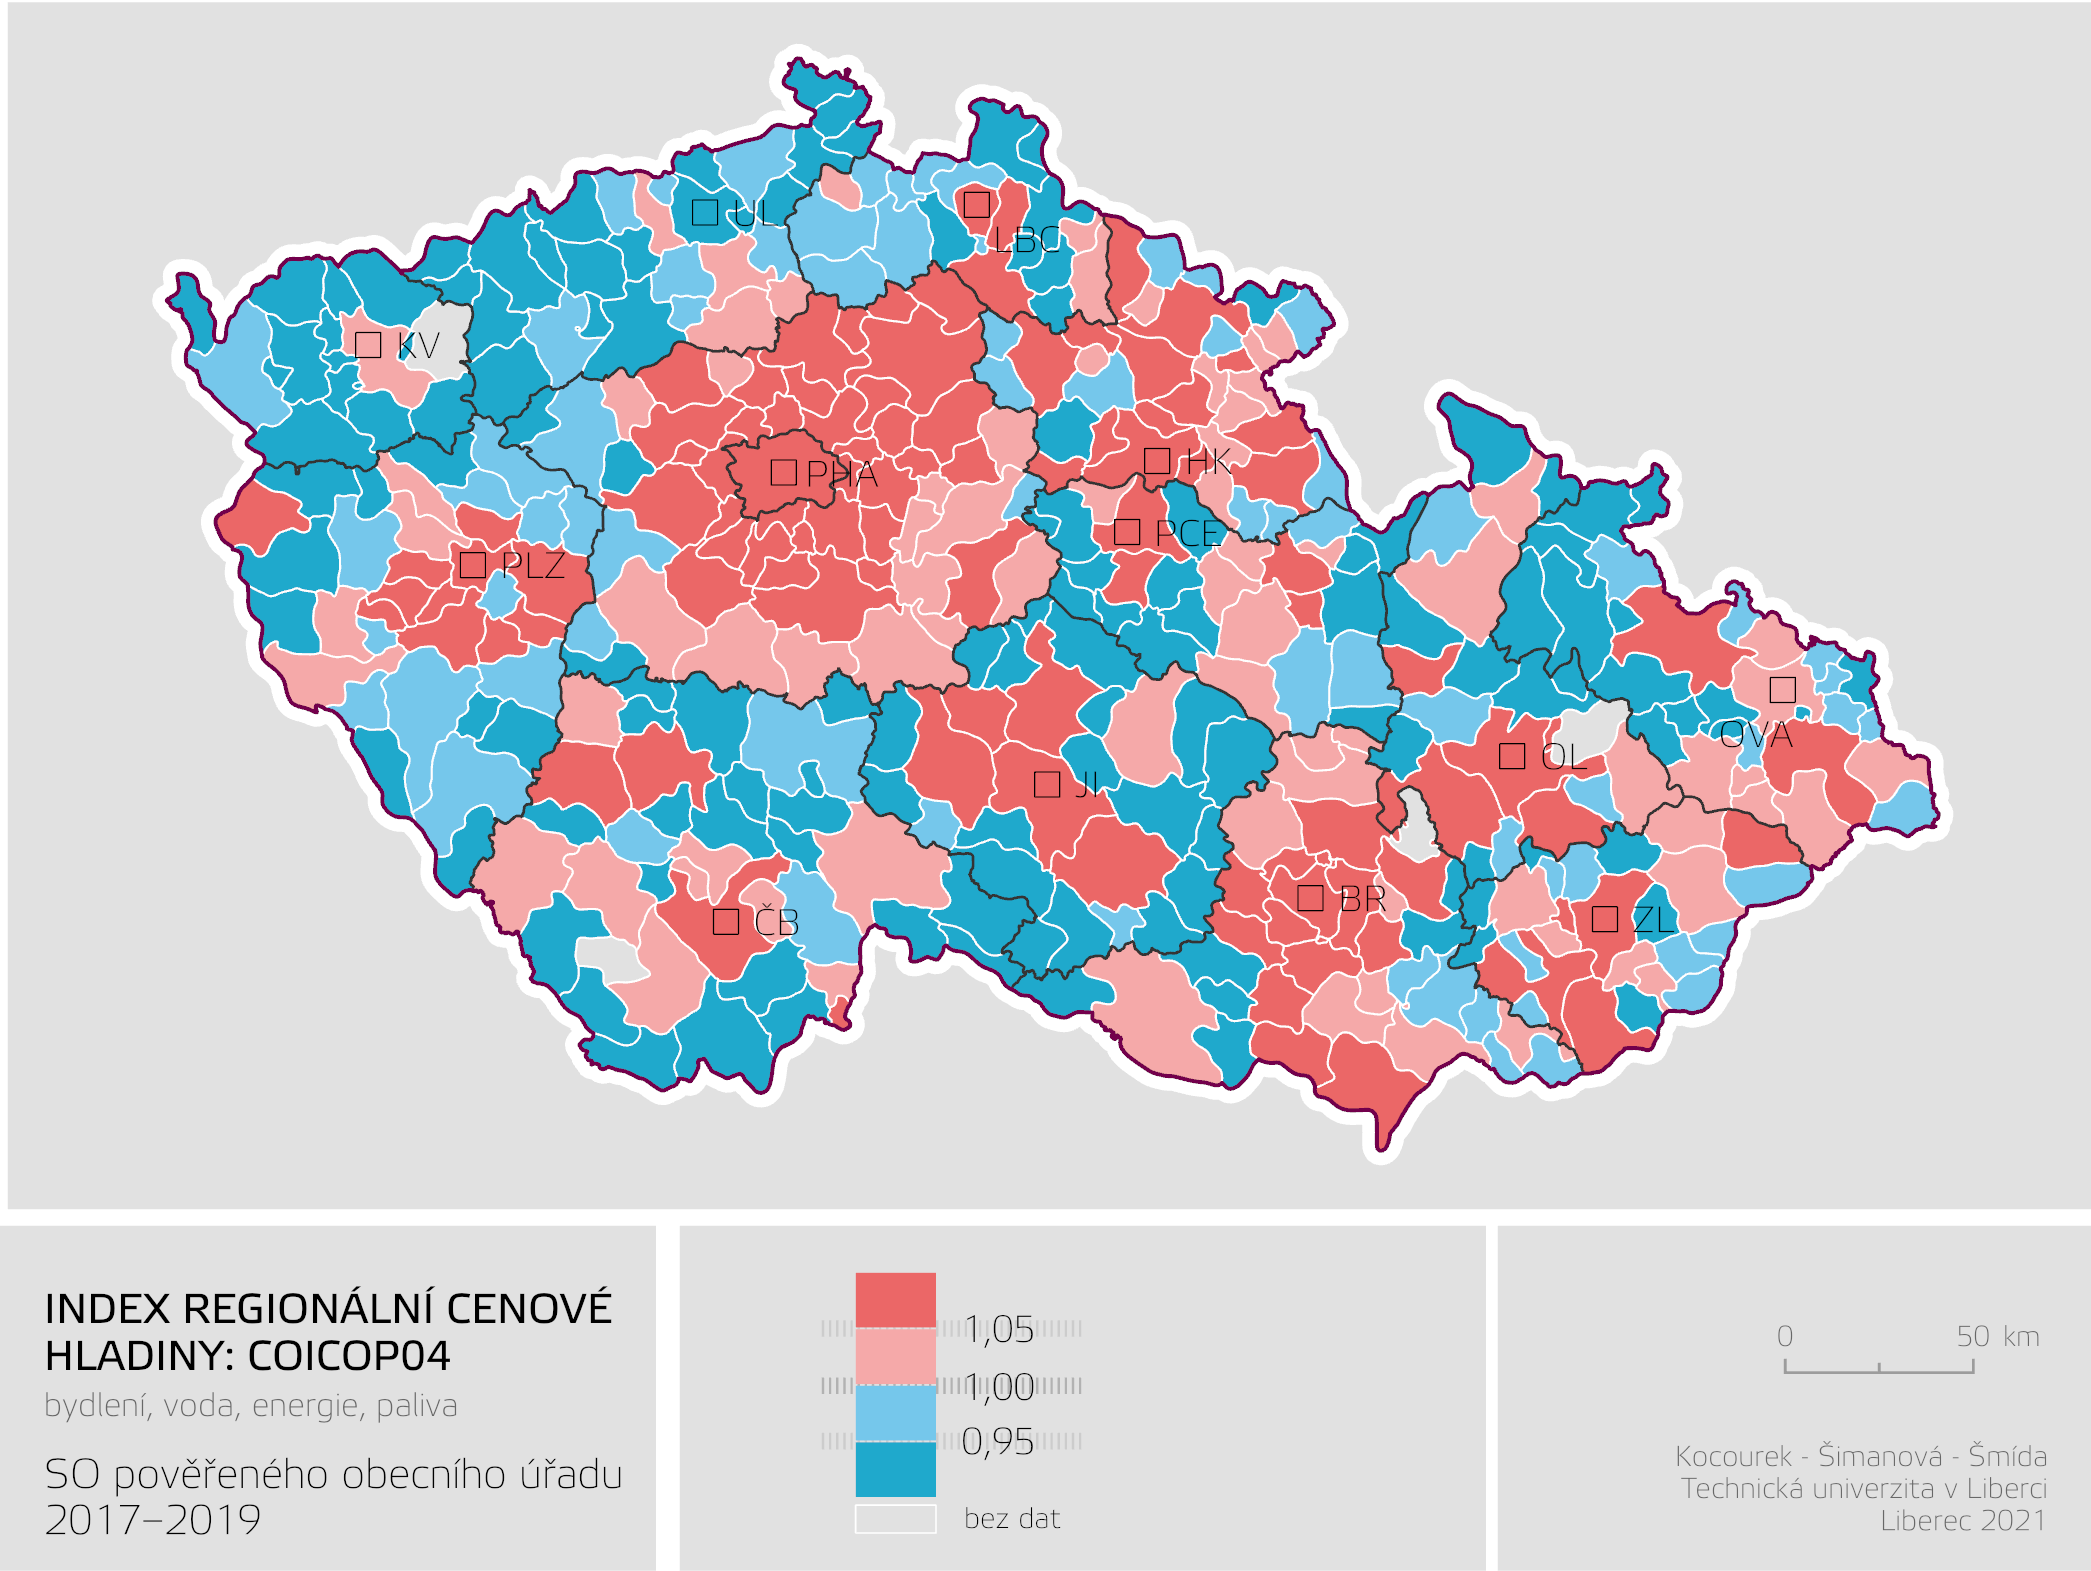 UL
LBC
KV
HK
PHA
PCE
PLZ
OVA
OL
JI
BR
ČB
ZL
INDEX REGIONÁLNÍ CENOVÉ
HLADINY: COICOP04
bydlení, voda, energie, paliva
SO pověřeného obecního úřadu
2017–2019
1,05
1,00
0,95
bez dat
0 50 km
Kocourek - Šimanová - Šmída
Technická univerzita v Liberci
Liberec 2021